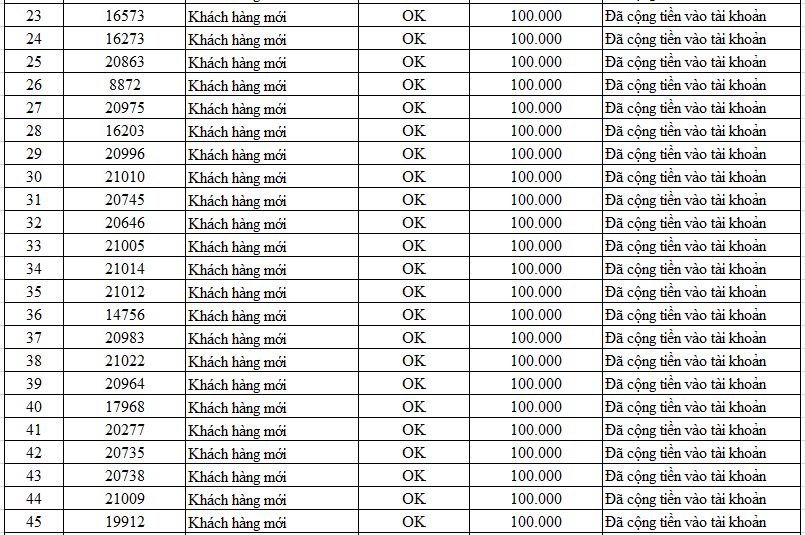 23 16573 Khách hàng mới OK 100.000 Đã cộng tiền vào tài khoản
24 16273 Khách hàng mới OK 100.000 Đã cộng tiền vào tài khoản
25 20863 Khách hàng mới OK 100.000 Đã cộng tiền vào tài khoản
26 8872 Khách hàng mới OK 100.000 Đã cộng tiền vào tài khoản
27 20975 Khách hàng mới OK 100.000 Đã cộng tiền vào tài khoản
28 16203 Khách hàng mới OK 100.000 Đã cộng tiền vào tài khoản
29 20996 Khách hàng mới OK 100.000 Đã cộng tiền vào tài khoản
30 21010 Khách hàng mới OK 100.000 Đã cộng tiền vào tài khoản
31 20745 Khách hàng mới OK 100.000 Đã cộng tiền vào tài khoản
32 20646 Khách hàng mới OK 100.000 Đã cộng tiền vào tài khoản
33 21005 Khách hàng mới OK 100.000 Đã cộng tiền vào tài khoản
34 21014 Khách hàng mới OK 100.000 Đã cộng tiền vào tài khoản
35 21012 Khách hàng mới OK 100.000 Đã cộng tiền vào tài khoản
36 14756 Khách hàng mới OK 100.000 Đã cộng tiền vào tài khoản
37 20983 Khách hàng mới OK 100.000 Đã cộng tiền vào tài khoản
38 21022 Khách hàng mới OK 100.000 Đã cộng tiền vào tài khoản
39 20964 Khách hàng mới OK 100.000 Đã cộng tiền vào tài khoản
40 17968 Khách hàng mới OK 100.000 Đã cộng tiền vào tài khoản
41 20277 Khách hàng mới OK 100.000 Đã cộng tiền vào tài khoản
42 20735 Khách hàng mới OK 100.000 Đã cộng tiền vào tài khoản
43 20738 Khách hàng mới OK 100.000 Đã cộng tiền vào tài khoản
44 21009 Khách hàng mới OK 100.000 Đã cộng tiền vào tài khoản
45 19912 Khách hàng mới OK 100.000 Đã cộng tiền vào tài khoản